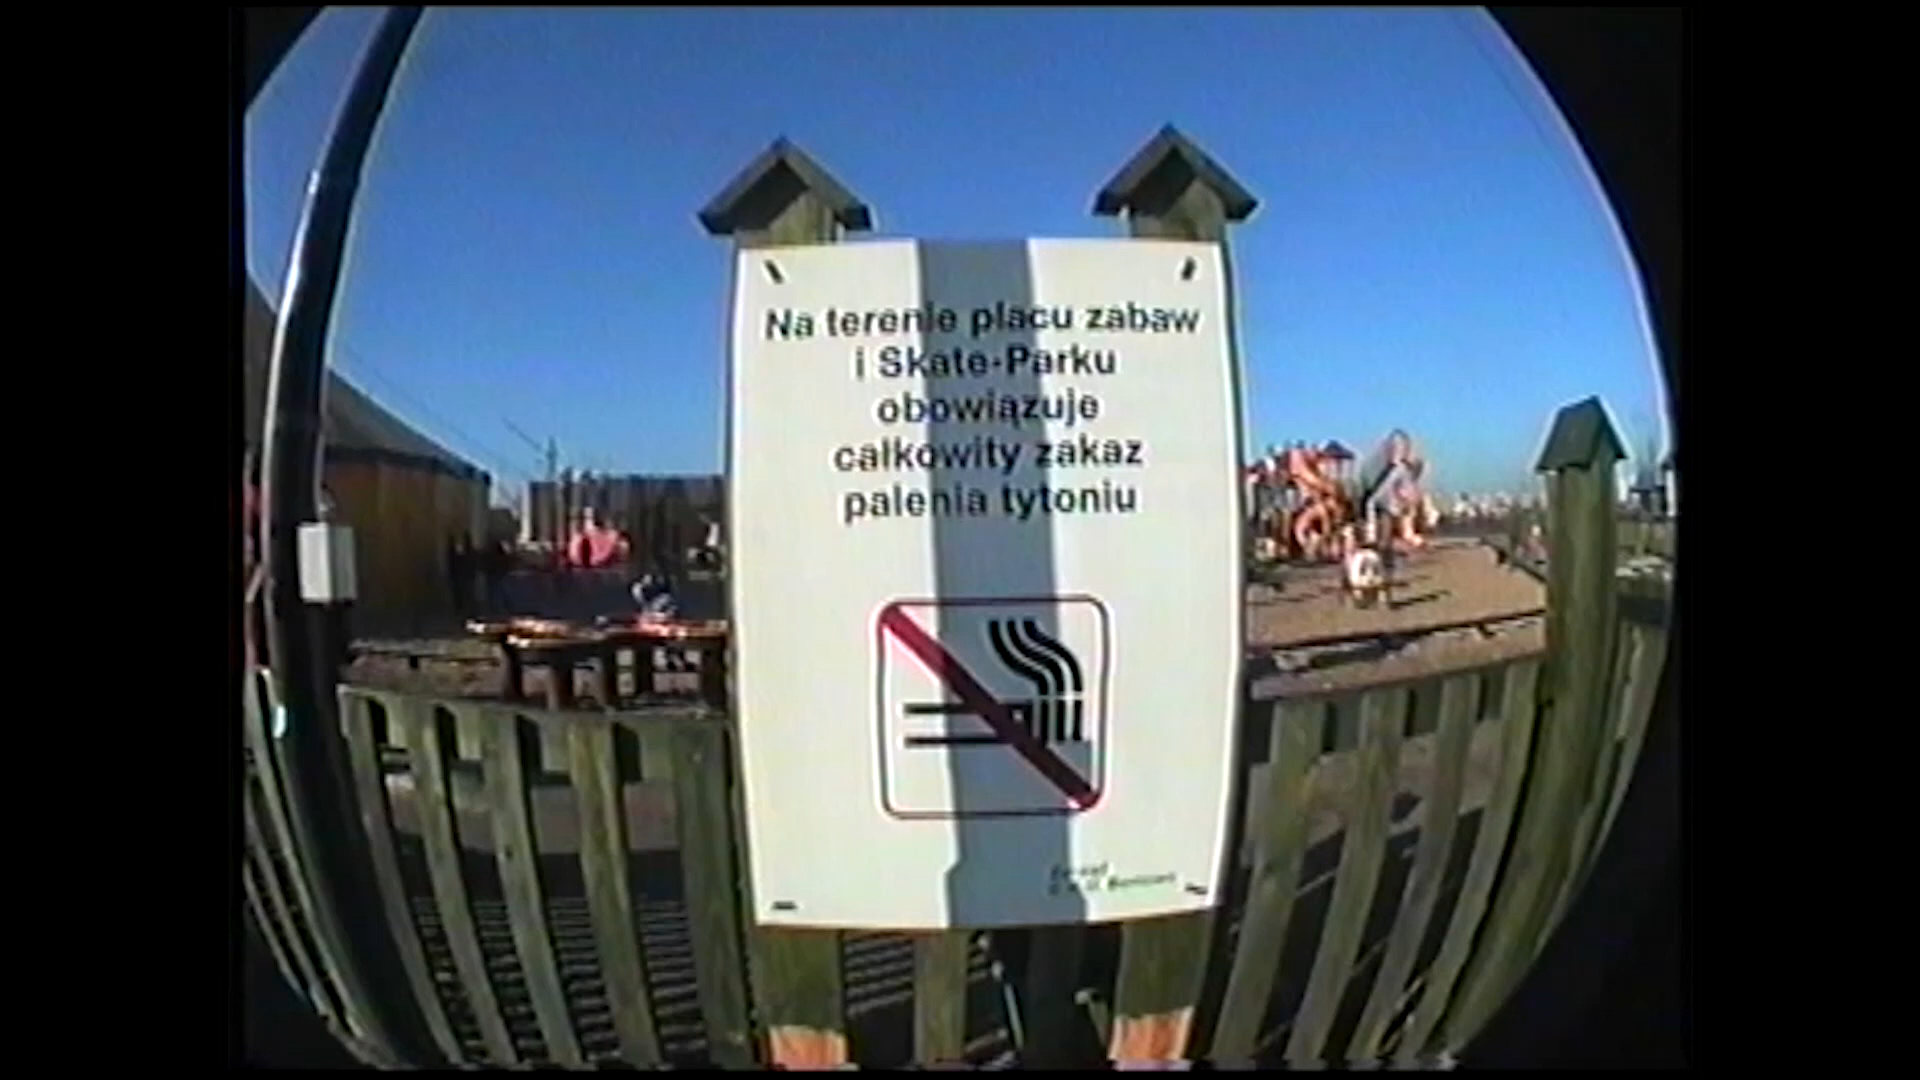 Na terenie placu zabaw
i Skate-Parku
obowiązuje
całkowity zakaz
palenia tytoniu